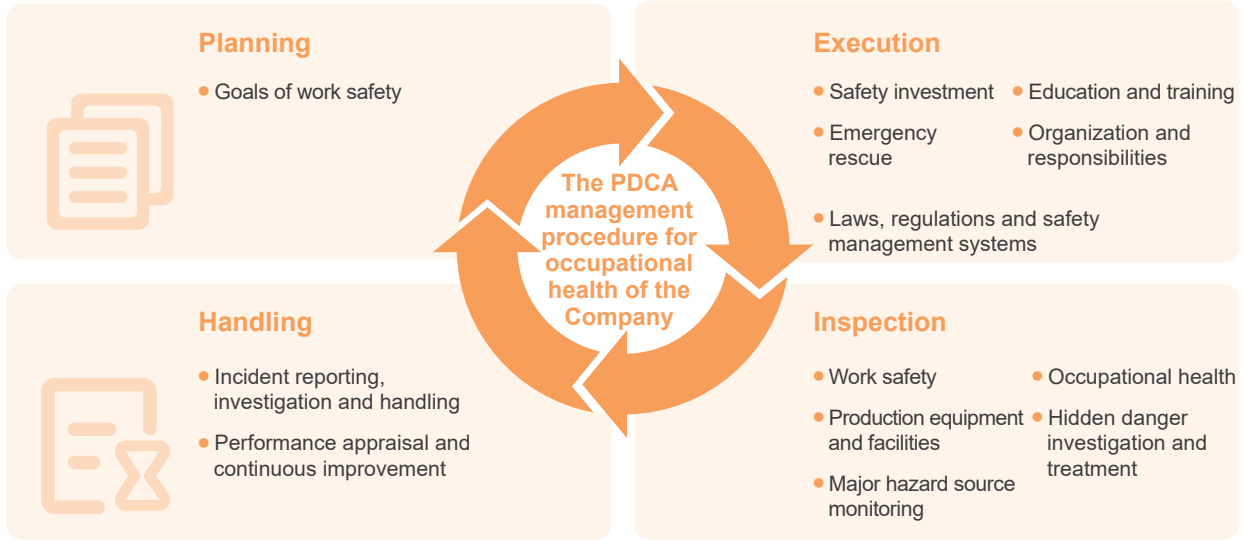 Planning
Goals of work safety
Execution
Safety investment
Education and training
Emergency
rescue
Organization and
responsibilities
Laws, regulations and safety
management systems
The PDCA
management
procedure for
occupational
health of the
Company
Handling
Incident reporting,
investigation and handling
Performance appraisal and
continuous improvement
Inspection
Work safety
Occupational health
Production equipment
and facilities
Hidden danger
investigation and
treatment
Major hazard source
monitoring